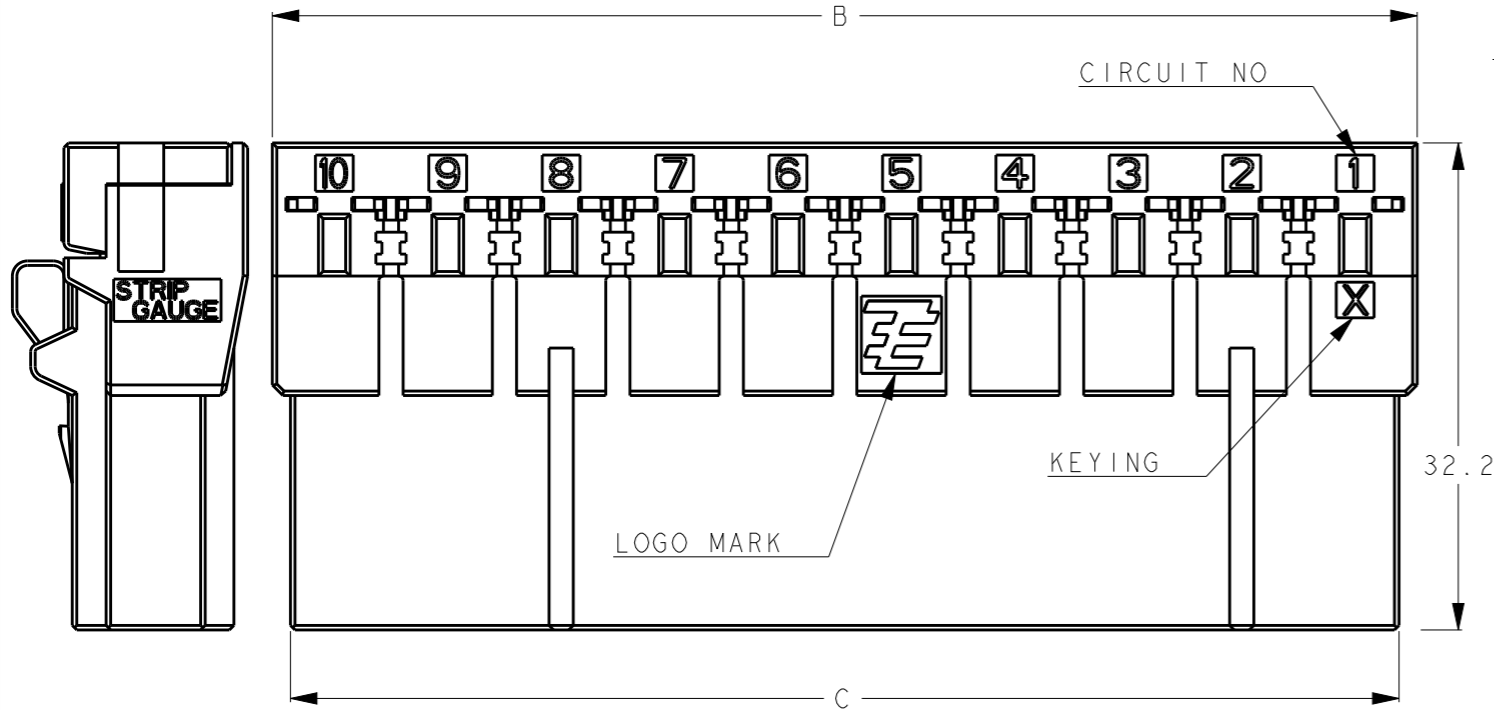 B
CIRCUIT NO
10 9 8 7 6 5 4 3 2 1
STRIP
GAUGE
X
KEYING
32.2
LOGO MARK
C